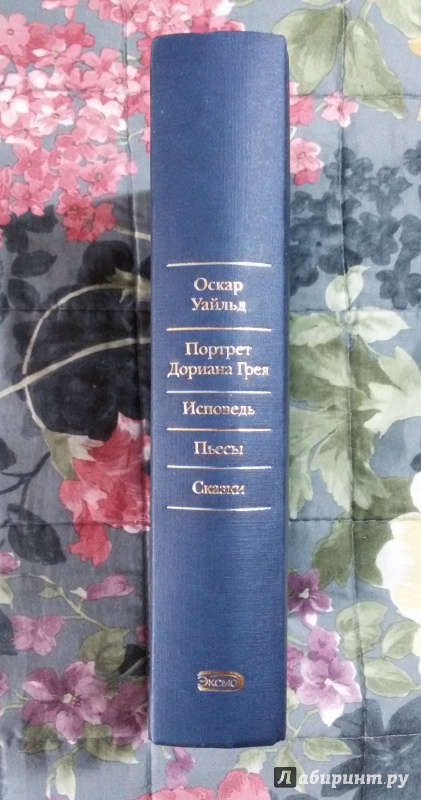 Оскар
Уайльд
Портрет
Дориана Грея
Исповедь
Пьесы
Сказки
Эксмо
Лабиринт.ру